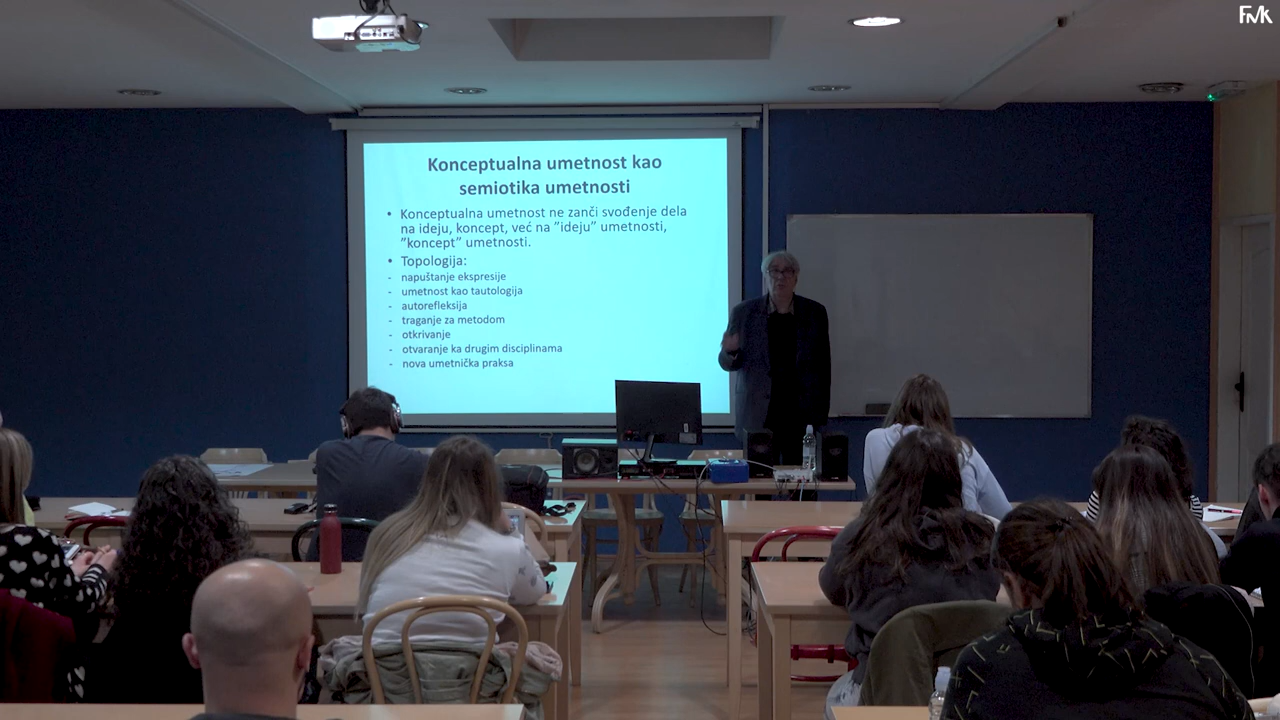 FMK
Konceptualna umetnost kao
semiotika umetnosti
• Konceptualna umetnost ne zanči svođenje dela
na ideju, koncept, već na ”ideju” umetnosti,
”koncept” umetnosti.
• Topologija:
- napuštanje ekspresije
- umetnost kao tautologija
- autorefleksija
- traganje za metodom
- otkrivanje
- otvaranje ka drugim disciplinama
- nova umetnička praksa